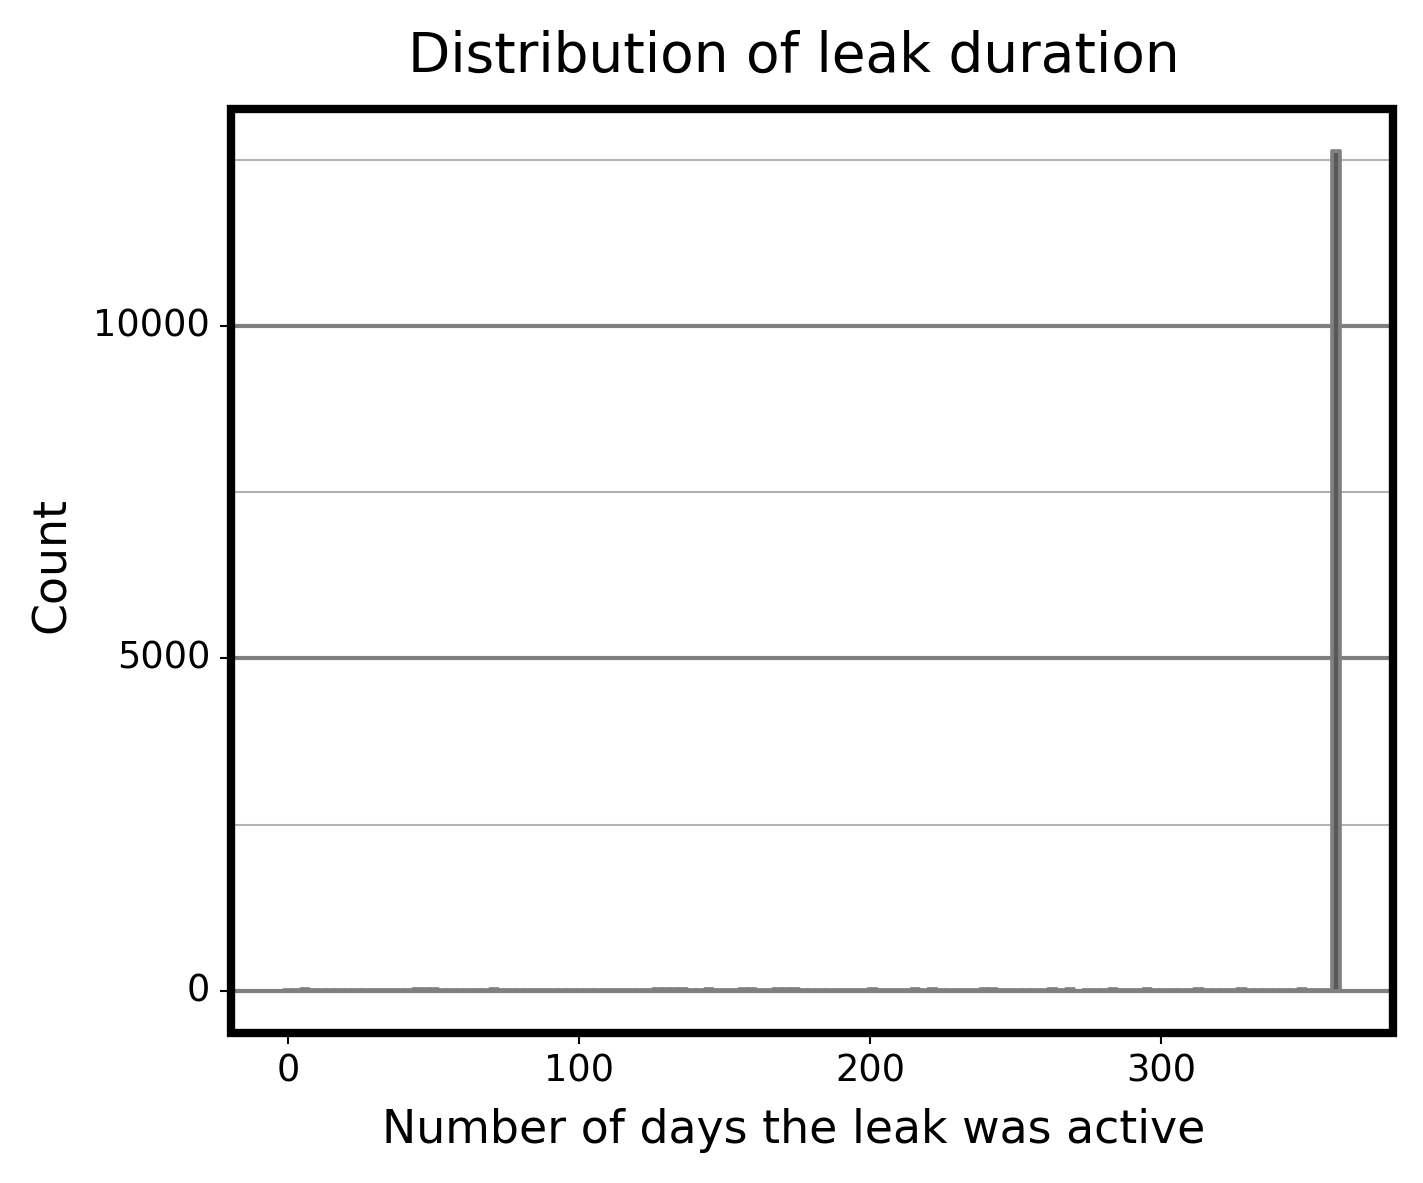 Distribution of leak duration
10000
5000
0
Count
0 100 200 300
Number of days the leak was active